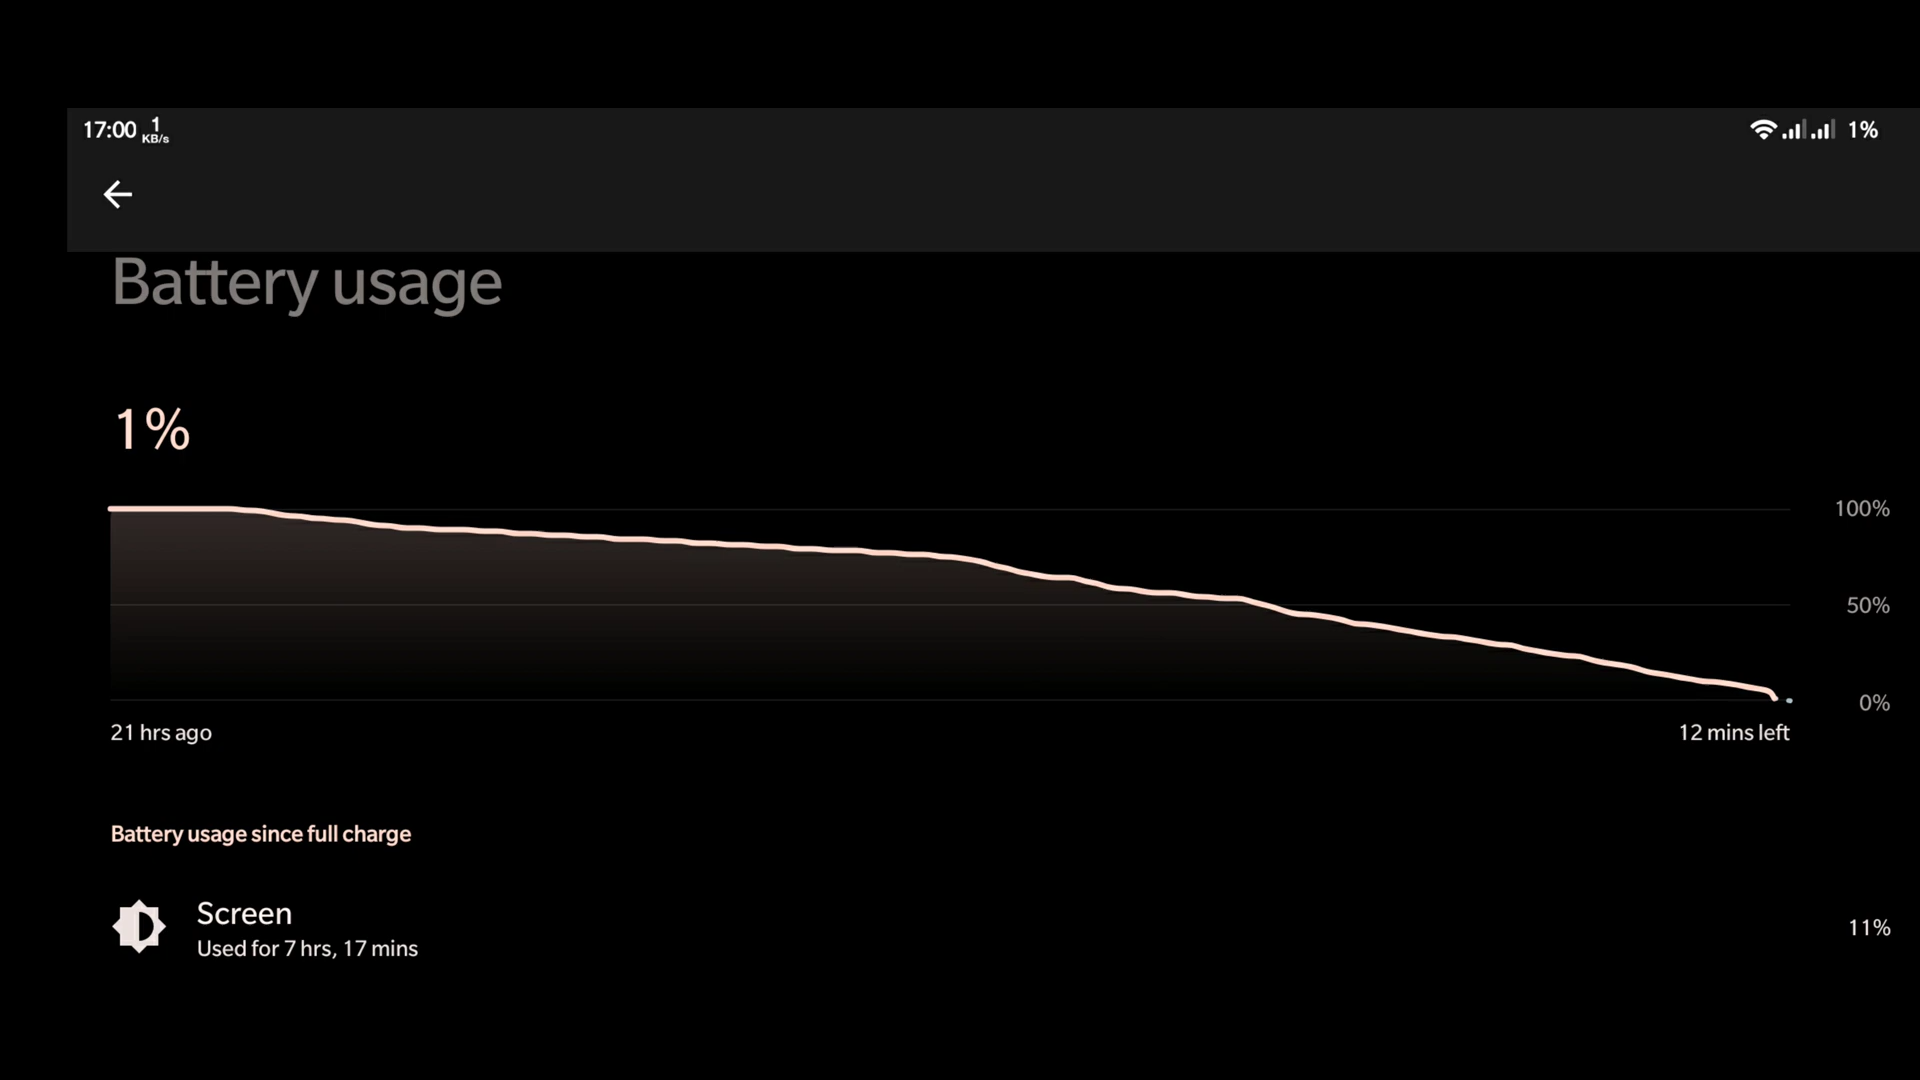 17:00 1 KB/s 1%
Battery usage
1%
100%
50%
0%
21 hrs ago 12 mins left
Battery usage since full charge
Screen
Used for 7 hrs, 17 mins
11%